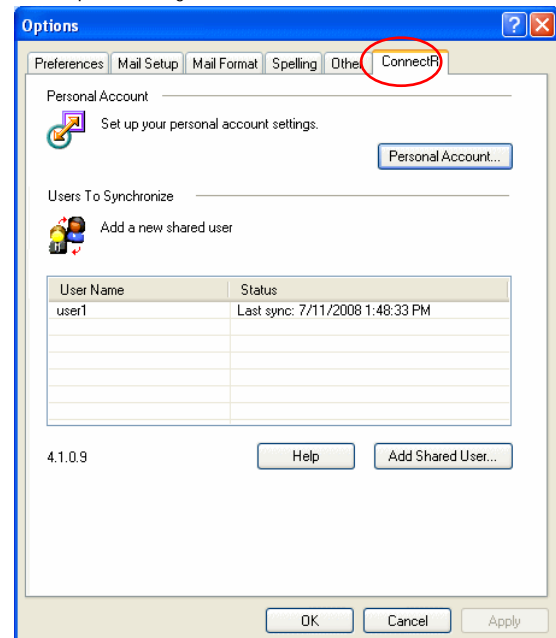 Options
Preferences Mail Setup Mail Format Spelling Other ConnectR
Personal Account
Set up your personal account settings.
Personal Account...
Users To Synchronize
Add a new shared user
User Name Status
user1 Last sync: 7/11/2008 1:48:33 PM
4.1.0.9 Help Add Shared User...
OK Cancel Apply